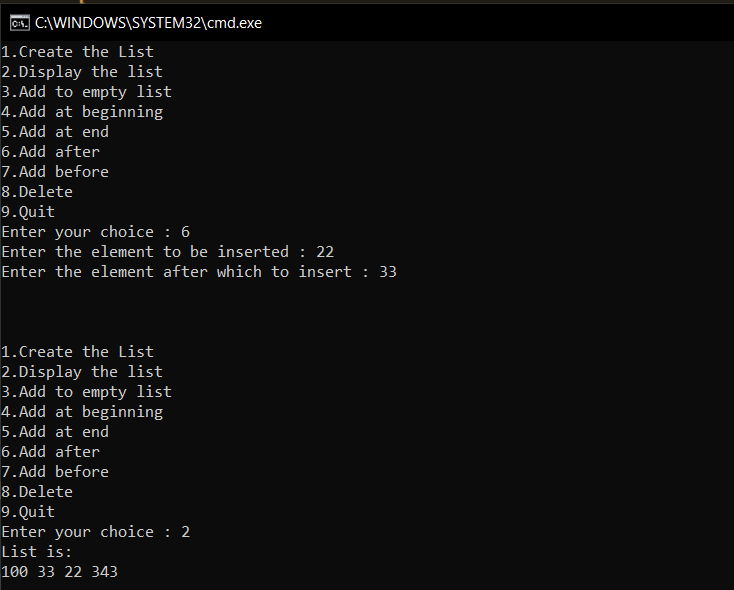 C:\WINDOWS\SYSTEM32\cmd.exe
1.Create the List
2.Display the list
3.Add to empty list
4.Add at beginning
5.Add at end
6.Add after
7.Add before
8.Delete
9.Quit
Enter your choice : 6
Enter the element to be inserted : 22
Enter the element after which to insert : 33
1.Create the List
2.Display the list
3.Add to empty list
4.Add at beginning
5.Add at end
6.Add after
7.Add before
8.Delete
9.Quit
Enter your choice : 2
List is:
100 33 22 343